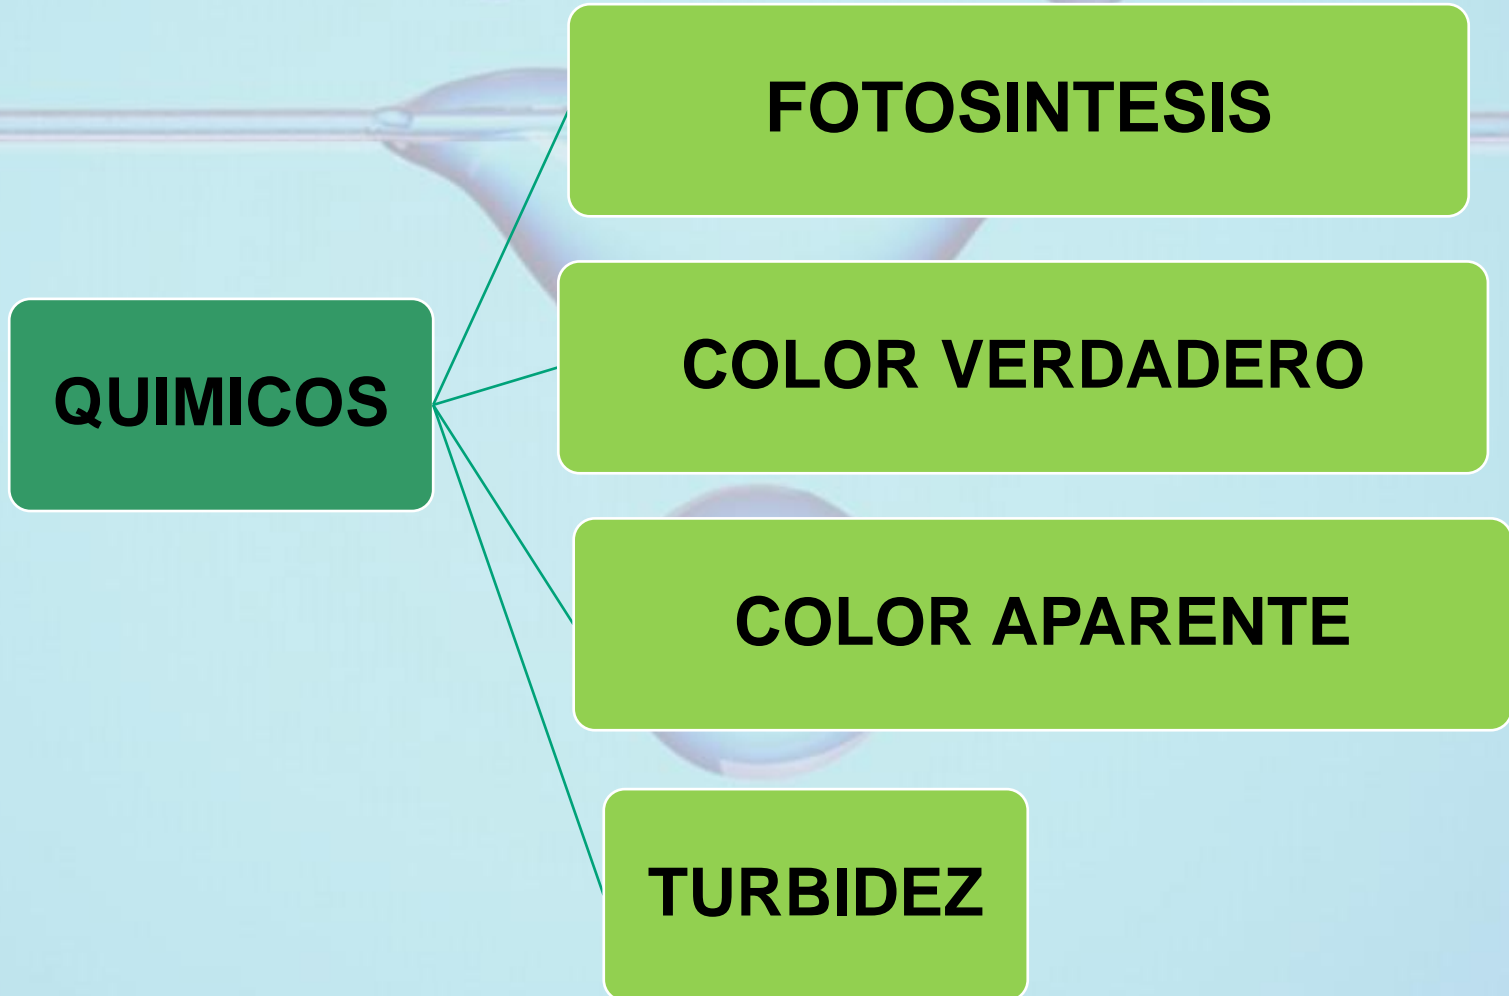 QUIMICOS
FOTOSINTESIS
COLOR VERDADERO
COLOR APARENTE
TURBIDEZ